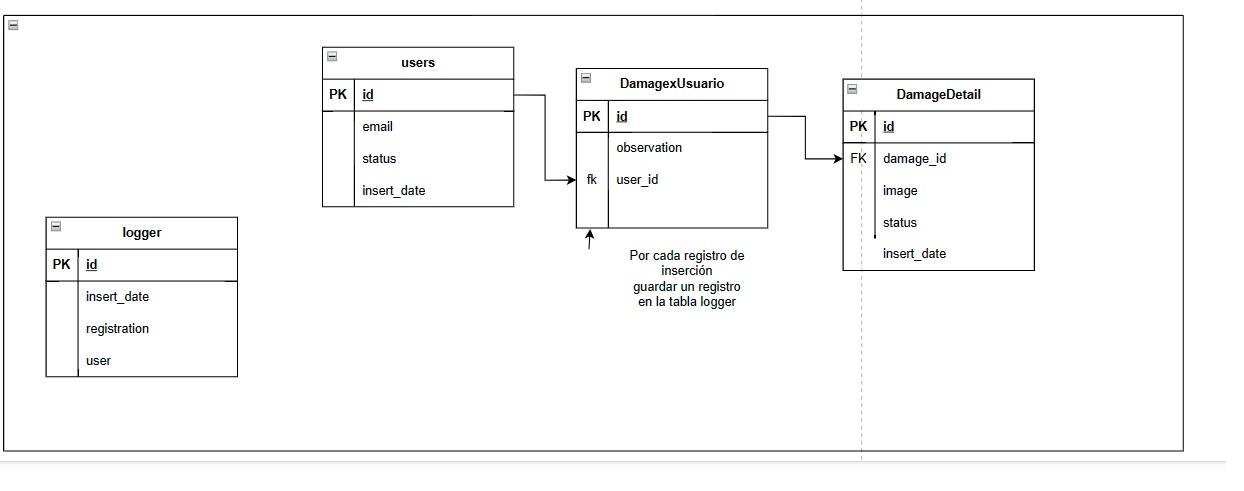 users
PK id
email
status
insert_date
DamagexUsuario
PK id
observation
fk user_id
DamageDetail
PK id
FK damage_id
image
status
insert_date
logger
PK id
insert_date
registration
user
Por cada registro de
inserción
guardar un registro
en la tabla logger